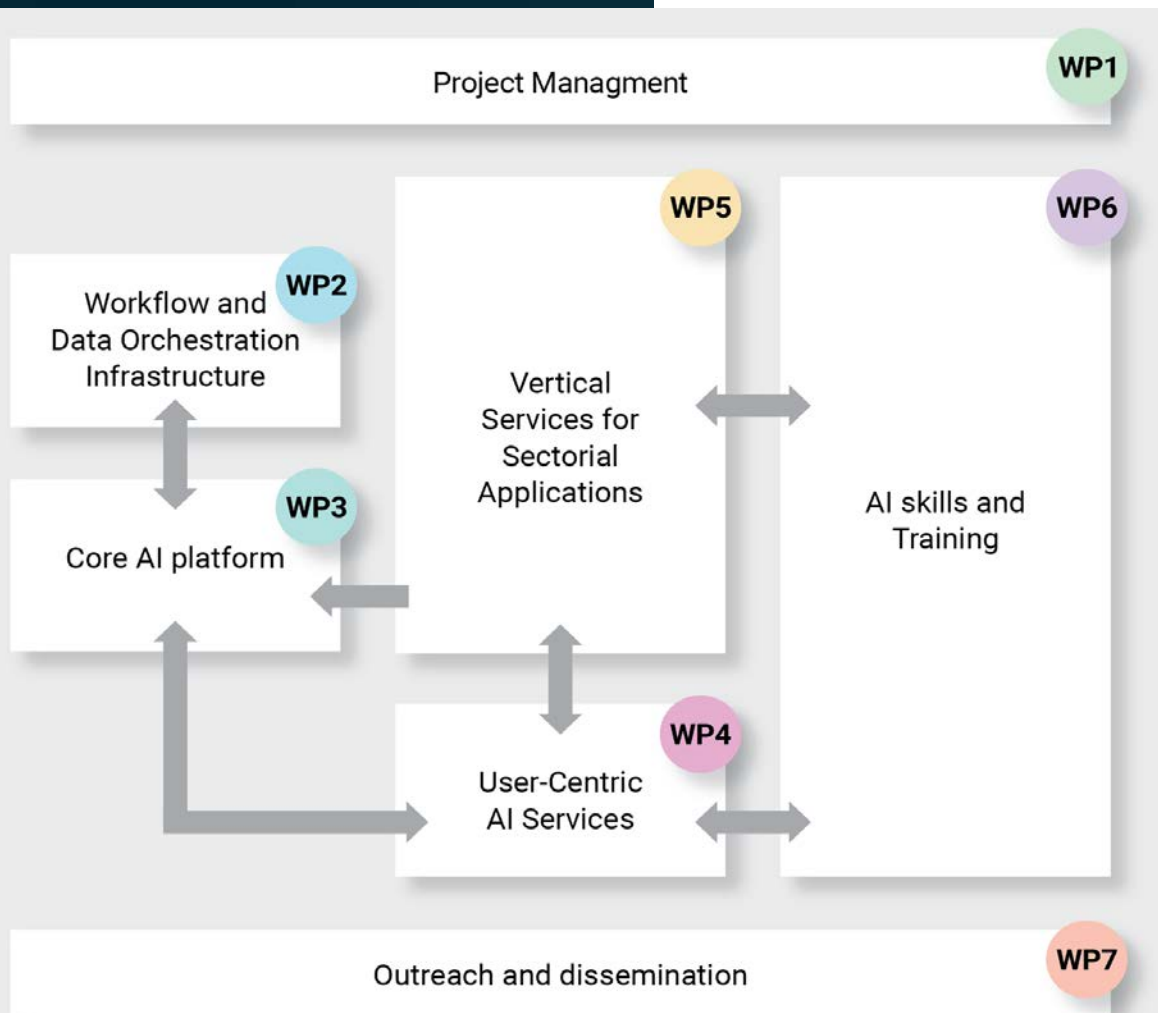 Project Managment
WP1
WP5
WP6
WP2
Workflow and
Data Orchestration
Infrastructure
Vertical
Services for
Sectorial
Applications
WP3
Core AI platform
AI skills and
Training
WP4
User-Centric
AI Services
Outreach and dissemination
WP7